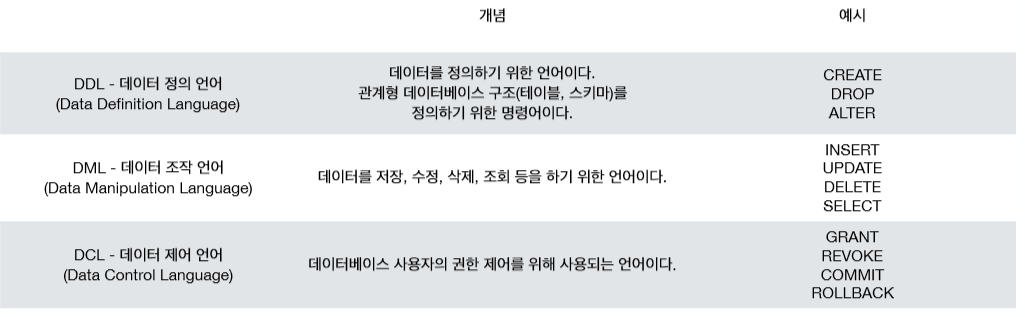 개념
예시
DDL - 데이터 정의 언어
(Data Definition Language)
데이터를 정의하기 위한 언어이다.
관계형 데이터베이스 구조(테이블, 스키마)를
정의하기 위한 명령어이다.
CREATE
DROP
ALTER
DML - 데이터 조작 언어
(Data Manipulation Language)
데이터를 저장, 수정, 삭제, 조회 등을 하기 위한 언어이다.
INSERT
UPDATE
DELETE
SELECT
DCL - 데이터 제어 언어
(Data Control Language)
데이터베이스 사용자의 권한 제어를 위해 사용되는 언어이다.
GRANT
REVOKE
COMMIT
ROLLBACK